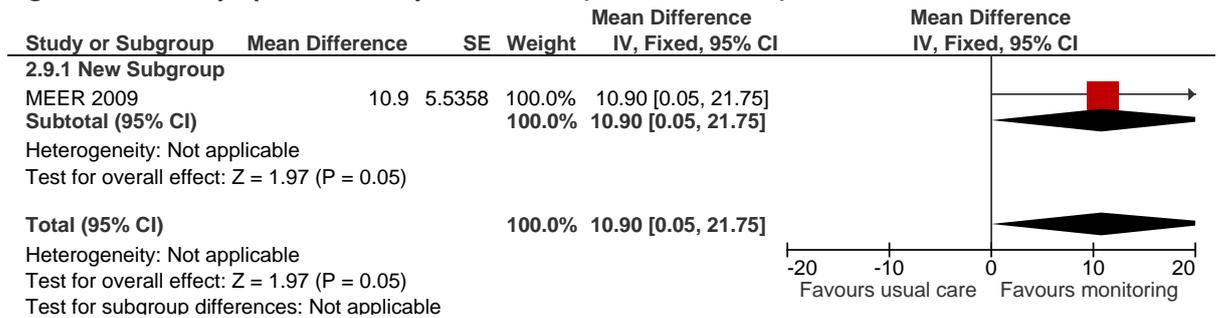 Mean Difference Mean Difference
Study or Subgroup Mean Difference SE Weight IV, Fixed, 95% CI IV, Fixed, 95% CI
2.9.1 New Subgroup
MEER 2009 10.9 5.5358 100.0% 10.90 [0.05, 21.75]
Subtotal (95% CI) 100.0% 10.90 [0.05, 21.75]
Heterogeneity: Not applicable
Test for overall effect: Z = 1.97 (P = 0.05)
Total (95% CI) 100.0% 10.90 [0.05, 21.75]
Heterogeneity: Not applicable
Test for overall effect: Z = 1.97 (P = 0.05)
Test for subgroup differences: Not applicable
-20 -10 0 10 20
Favours usual care Favours monitoring